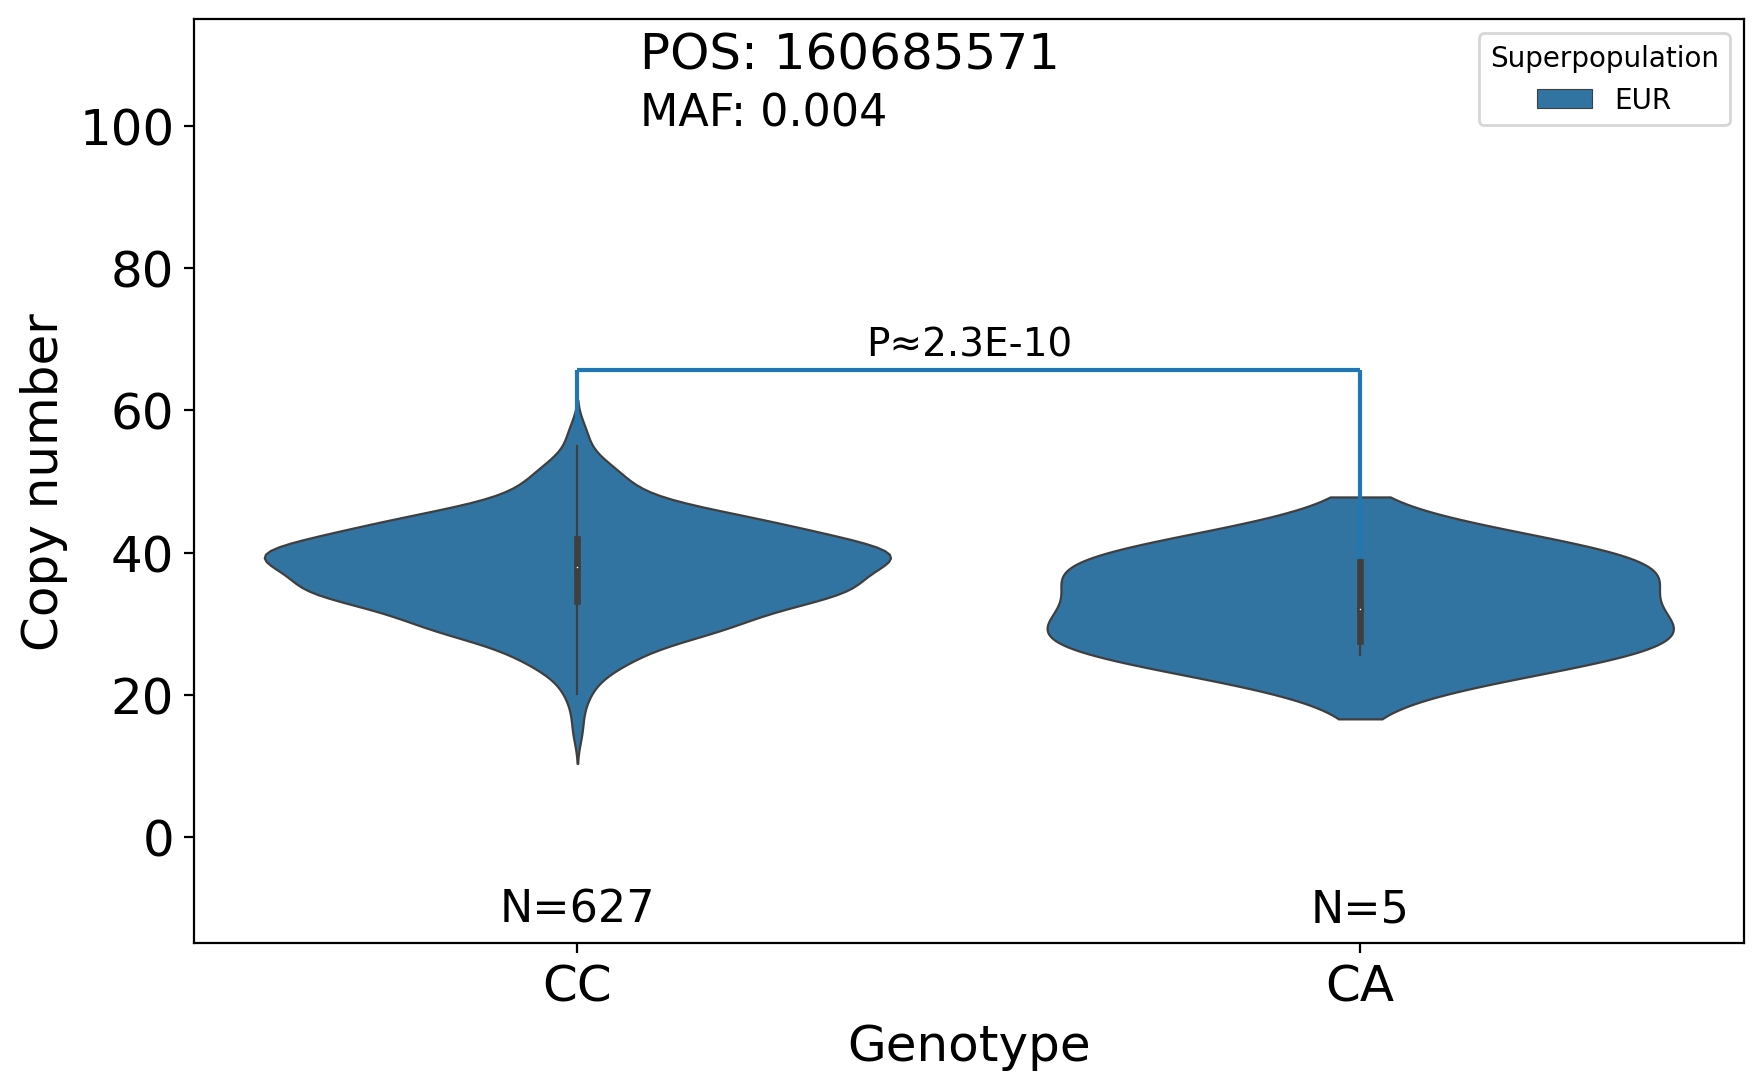 POS: 160685571
MAF: 0.004
Superpopulation
EUR
100
80
60
40
20
0
Copy number
P≈2.3E-10
N=627
N=5
CC
CA
Genotype